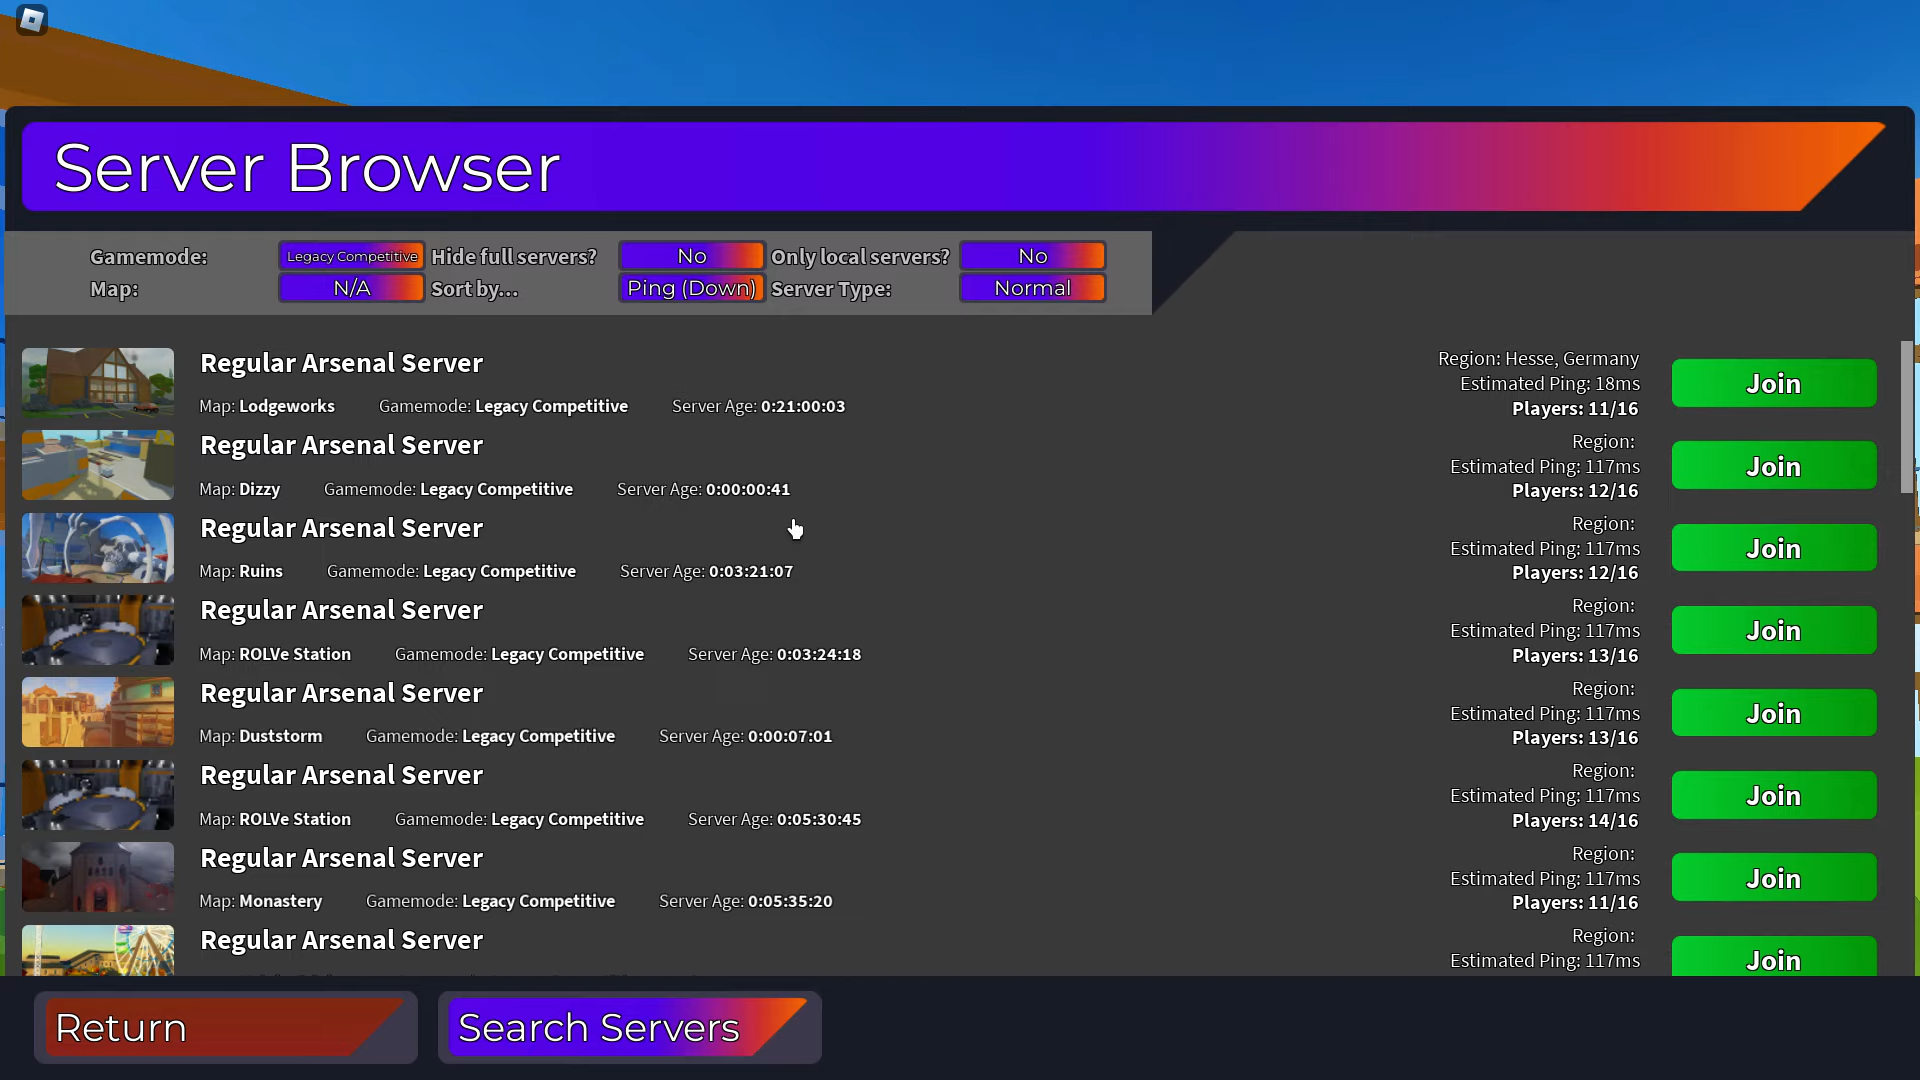 Server Browser
Gamemode: Legacy Competitive Hide full servers? No Only local servers? No
Map: N/A Sort by... Ping (Down) Server Type: Normal
Regular Arsenal Server
Map: Lodgeworks Gamemode: Legacy Competitive Server Age: 0:21:00:03
Region: Hesse, Germany
Estimated Ping: 18ms
Players: 11/16
Join
Regular Arsenal Server
Map: Dizzy Gamemode: Legacy Competitive Server Age: 0:00:00:41
Region:
Estimated Ping: 117ms
Players: 12/16
Join
Regular Arsenal Server
Map: Ruins Gamemode: Legacy Competitive Server Age: 0:03:21:07
Region:
Estimated Ping: 117ms
Players: 12/16
Join
Regular Arsenal Server
Map: ROLVe Station Gamemode: Legacy Competitive Server Age: 0:03:24:18
Region:
Estimated Ping: 117ms
Players: 13/16
Join
Regular Arsenal Server
Map: Duststorm Gamemode: Legacy Competitive Server Age: 0:00:07:01
Region:
Estimated Ping: 117ms
Players: 13/16
Join
Regular Arsenal Server
Map: ROLVe Station Gamemode: Legacy Competitive Server Age: 0:05:30:45
Region:
Estimated Ping: 117ms
Players: 14/16
Join
Regular Arsenal Server
Map: Monastery Gamemode: Legacy Competitive Server Age: 0:05:35:20
Region:
Estimated Ping: 117ms
Players: 11/16
Join
Regular Arsenal Server
Region:
Estimated Ping: 117ms
Join
Return
Search Servers